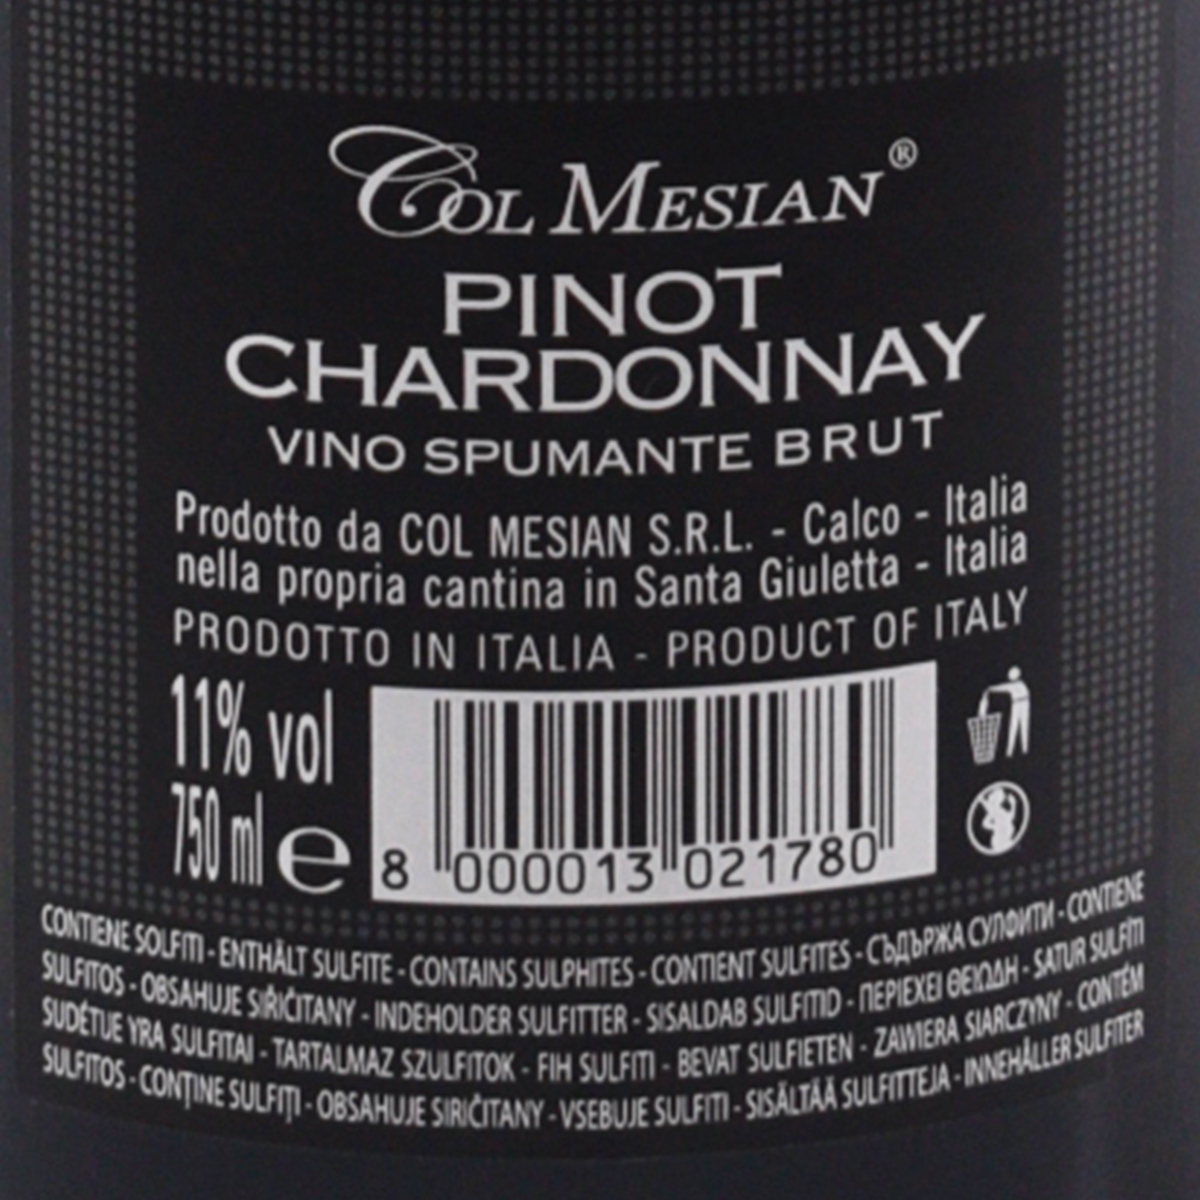 COL MESIAN®
PINOT
CHARDONNAY
VINO SPUMANTE BRUT
Prodotto da COL MESIAN S.R.L. - Calco - Italia
nella propria cantina in Santa Giuletta - Italia
PRODOTTO IN ITALIA - PRODUCT OF ITALY
11% vol
750 ml e
8 000013 021780
CONTIENE SOLFITI - ENTHÄLT SULFITE - CONTAINS SULPHITES - CONTIENT SULFITES - СЪДЪРЖА СУЛФИТИ - CONTIENE
SULFITOS - OBSAHUJE SIŘIČITANY - INDEHOLDER SULFITTER - SISALDAB SULFITID - ΠΕΡΙΕΧΕΙ ΘΕΙΩΔΗ - SATUR SULFĪTI
SUDĖTUE YRA SULFITAI - TARTALMAZ SZULFITOK - FIH SULFITI - BEVAT SULFIETEN - ZAWIERA SIARCZYNY - CONTÉM
SULFITOS - CONȚINE SULFIȚI - OBSAHUJE SIRIČITANY - VSEBUJE SULFITI - SISÄLTÄÄ SULFITTEJA - INNEHÅLLER SULFITER